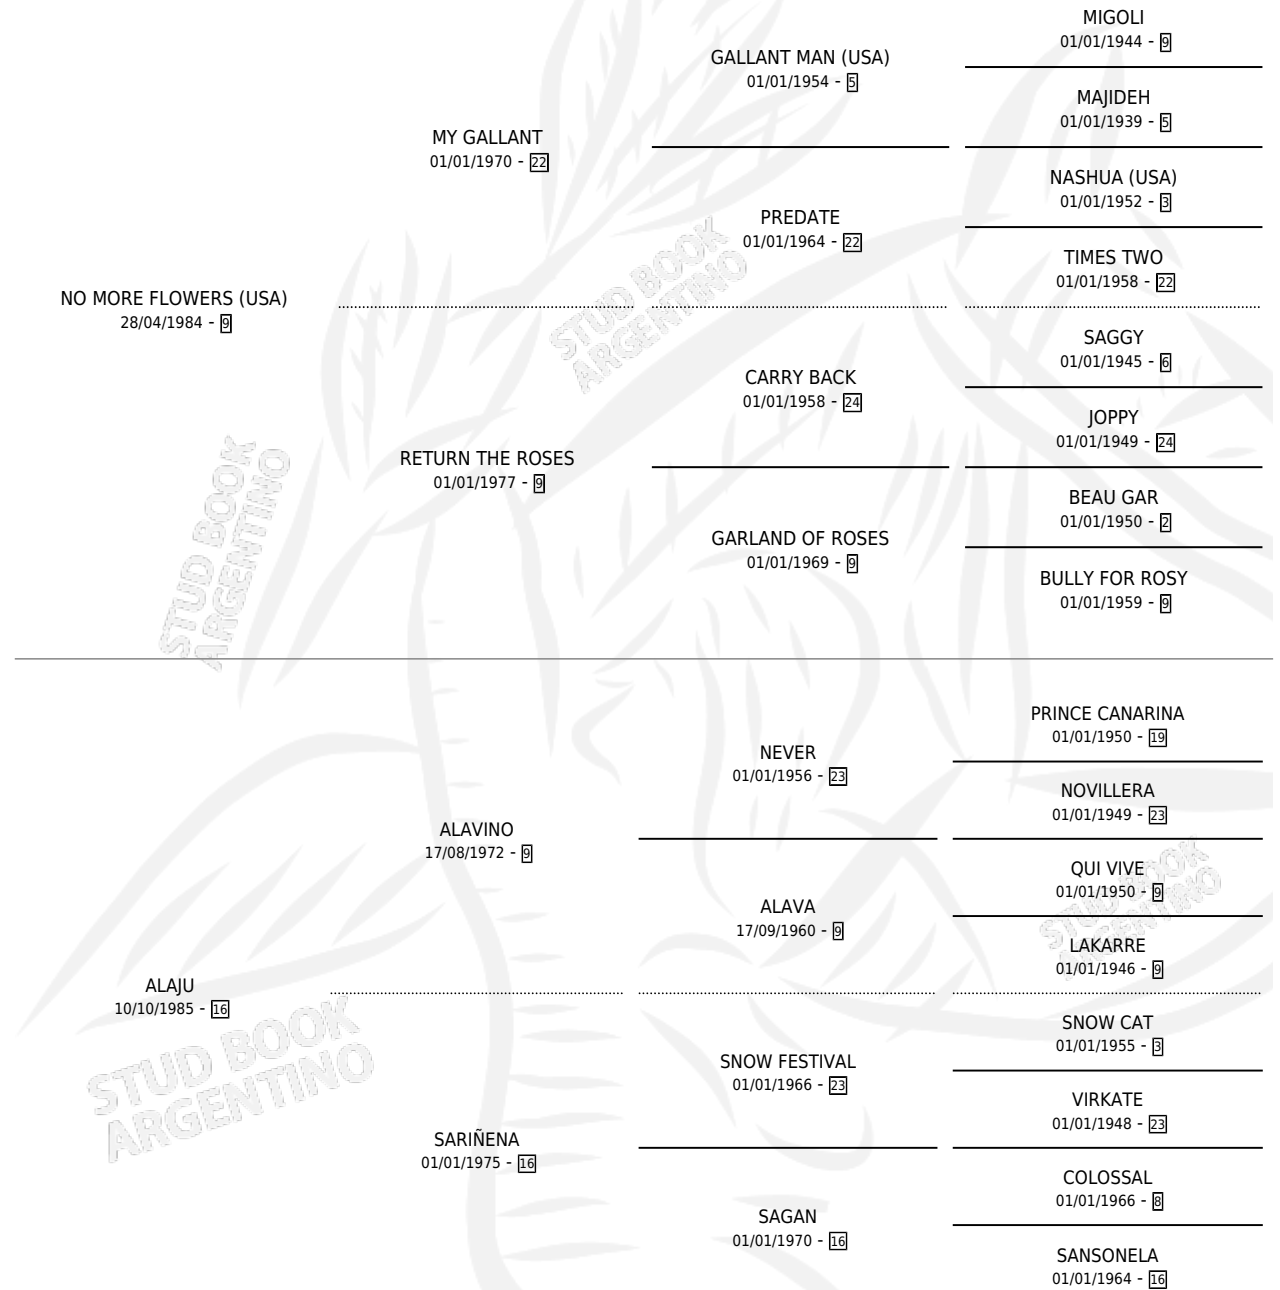 MIGOLI
01/01/1944 - 9
GALLANT MAN (USA)
01/01/1954 - 5
MAJIDEH
01/01/1939 - 5
MY GALLANT
01/01/1970 - 22
NASHUA (USA)
01/01/1952 - 3
PREDATE
01/01/1964 - 22
TIMES TWO
01/01/1958 - 22
NO MORE FLOWERS (USA)
28/04/1984 - 9
STUD BOOK
ARGENTINO
SAGGY
01/01/1945 - 6
CARRY BACK
01/01/1958 - 24
JOPPY
01/01/1949 - 24
RETURN THE ROSES
01/01/1977 - 9
BEAU GAR
01/01/1950 - 2
GARLAND OF ROSES
01/01/1969 - 9
BULLY FOR ROSY
01/01/1959 - 9
STUD BOOK
ARGENTINO
PRINCE CANARINA
01/01/1950 - 19
NEVER
01/01/1956 - 23
NOVILLERA
01/01/1949 - 23
ALAVINO
17/08/1972 - 9
QUI VIVE
01/01/1950 - 9
ALAVA
17/09/1960 - 9
STUD BOOK
ARGENTINO
LAKARRE
01/01/1946 - 9
ALAJU
10/10/1985 - 16
SNOW CAT
01/01/1955 - 3
SNOW FESTIVAL
01/01/1966 - 23
STUD BOOK
ARGENTINO
VIRKATE
01/01/1948 - 23
SARIÑENA
01/01/1975 - 16
COLOSSAL
01/01/1966 - 8
SAGAN
01/01/1970 - 16
SANSONELA
01/01/1964 - 16